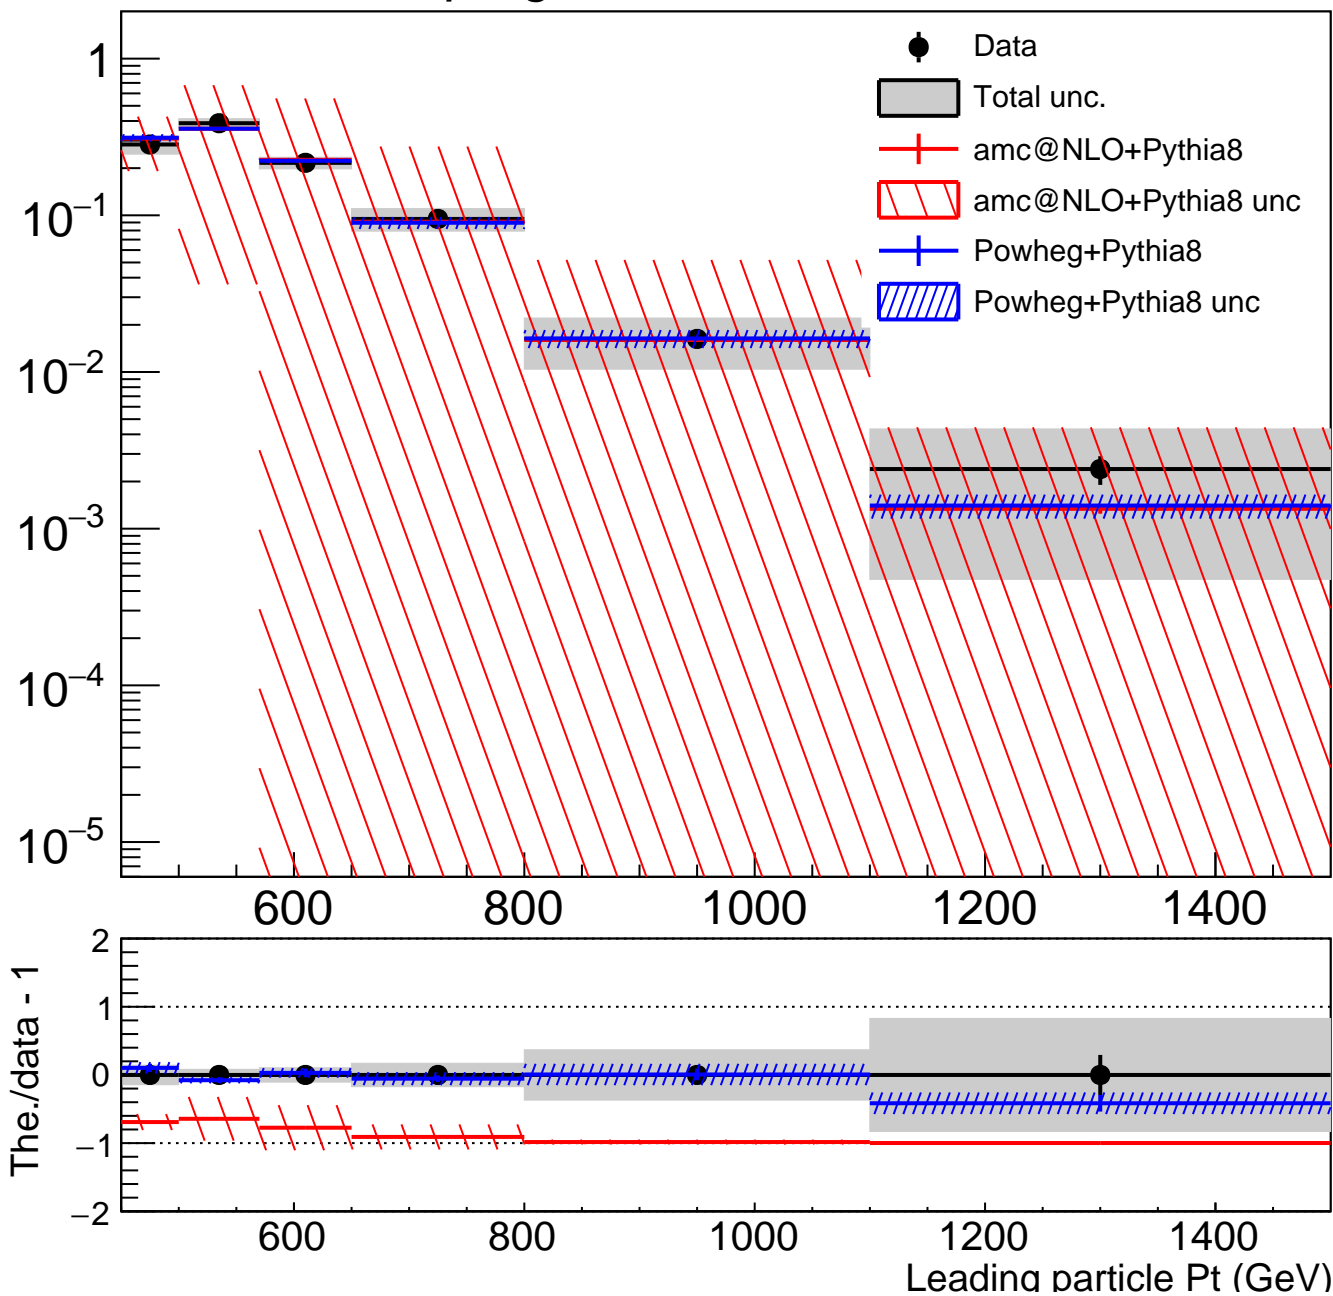 Data
Total unc.
amc@NLO+Pythia8
amc@NLO+Pythia8 unc
Powheg+Pythia8
Powheg+Pythia8 unc
1
10⁻¹
10⁻²
10⁻³
10⁻⁴
10⁻⁵
600 800 1000 1200 1400
The./data - 1
2
1
0
−1
−2
600 800 1000 1200 1400
Leading particle Pt (GeV)